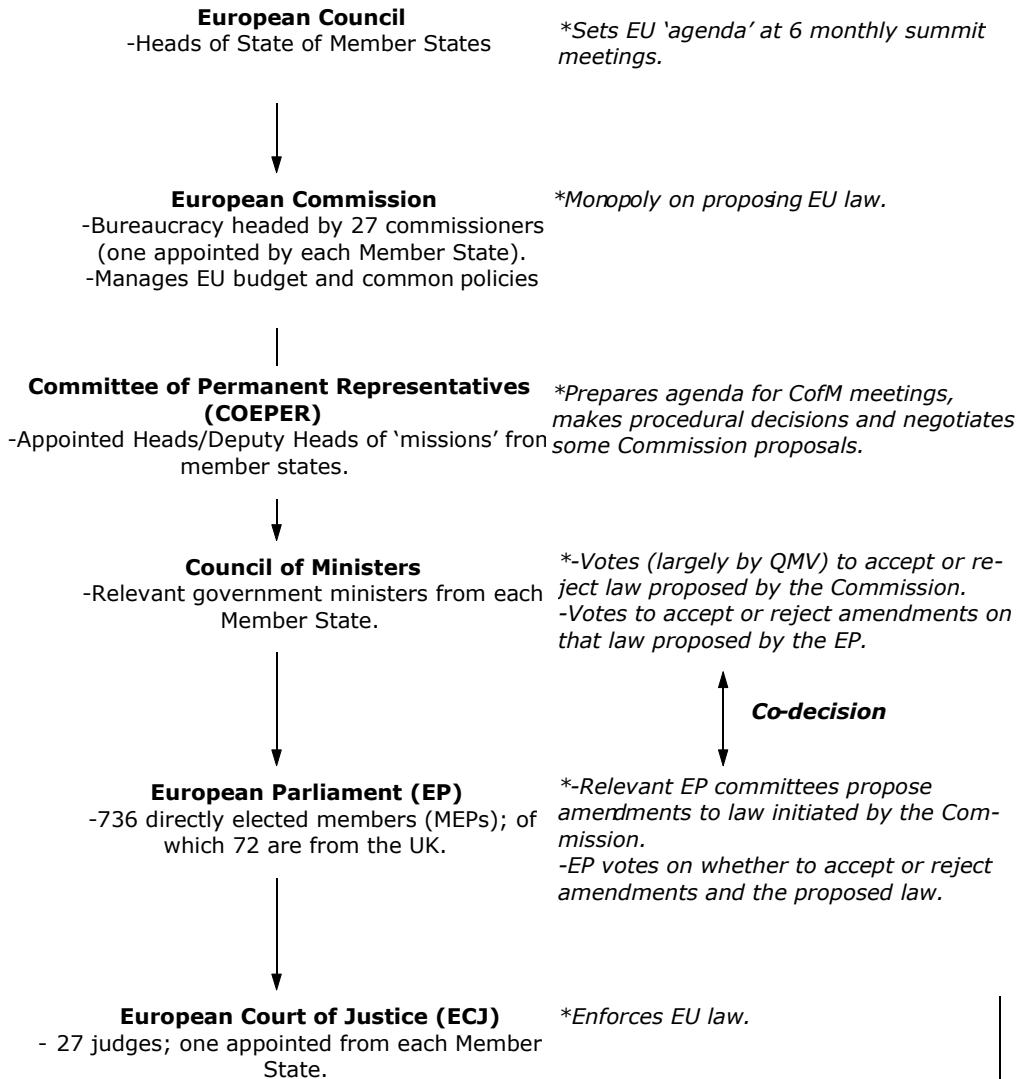 European Council
-Heads of State of Member States
*Sets EU ‘agenda’ at 6 monthly summit
meetings.
European Commission
-Bureaucracy headed by 27 commissioners
(one appointed by each Member State).
-Manages EU budget and common policies
*Monopoly on proposing EU law.
Committee of Permanent Representatives
(COEPER)
-Appointed Heads/Deputy Heads of ‘missions’ from
member states.
*Prepares agenda for CofM meetings,
makes procedural decisions and negotiates
some Commission proposals.
Council of Ministers
-Relevant government ministers from each
Member State.
*-Votes (largely by QMV) to accept or re-
ject law proposed by the Commission.
-Votes to accept or reject amendments on
that law proposed by the EP.
Co-decision
European Parliament (EP)
-736 directly elected members (MEPs); of
which 72 are from the UK.
*-Relevant EP committees propose
amendments to law initiated by the Com-
mission.
-EP votes on whether to accept or reject
amendments and the proposed law.
European Court of Justice (ECJ)
- 27 judges; one appointed from each Member
State.
*Enforces EU law.